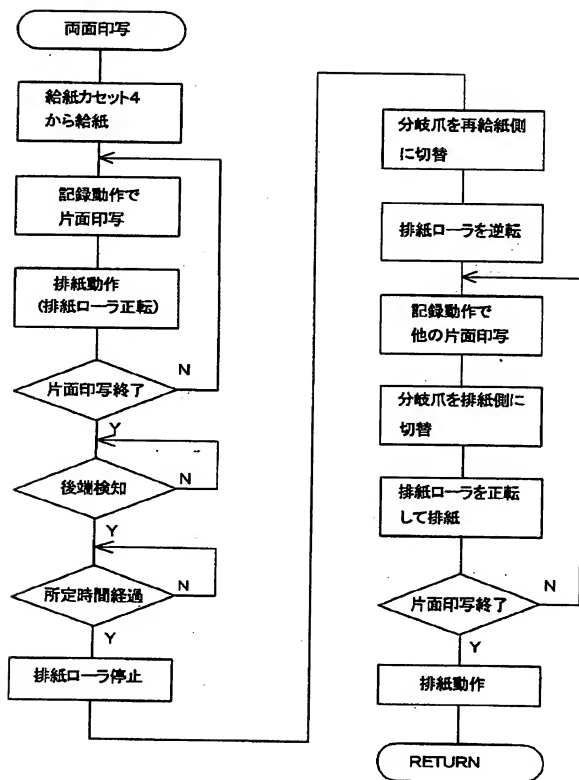 両面印写
給紙カセット4
から給紙
記録動作で
片面印写
排紙動作
(排紙ローラ正転)
片面印写終了
N
Y
後端検知
N
Y
所定時間経過
N
Y
排紙ローラ停止
分岐爪を再給紙側
に切替
排紙ローラを逆転
記録動作で
他の片面印写
分岐爪を排紙側に
切替
排紙ローラを正転
して排紙
片面印写終了
N
Y
排紙動作
RETURN